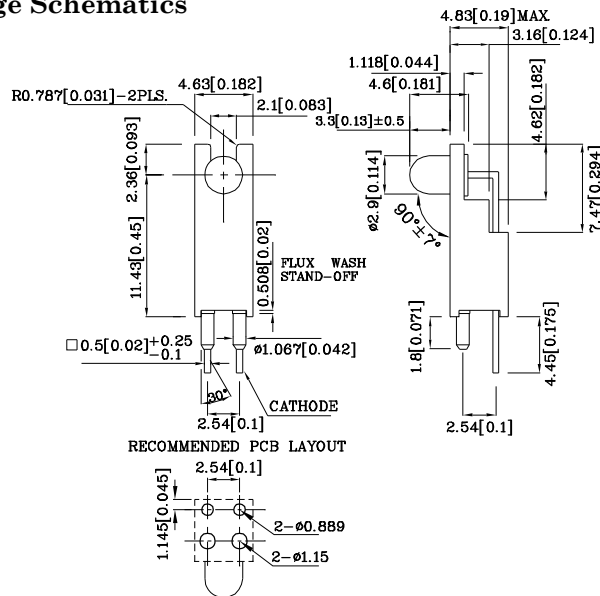 ge Schematics
4.83[0.19]MAX.
3.16[0.124]
1.118[0.044]
4.6[0.181]
3.3[0.13]±0.5
4.62[0.182]
7.47[0.294]
4.63[0.182]
R0.787[0.031]-2PLS.
2.1[0.083]
2.36[0.093]
ø2.9[0.114]
90°±7°
11.43[0.45]
0.508[0.02]
FLUX WASH
STAND-OFF
□0.5[0.02]+0.25
-0.1
ø1.067[0.042]
1.8[0.071]
4.45[0.175]
30°
CATHODE
2.54[0.1]
2.54[0.1]
RECOMMENDED PCB LAYOUT
2.54[0.1]
1.145[0.045]
2-ø0.889
2-ø1.15